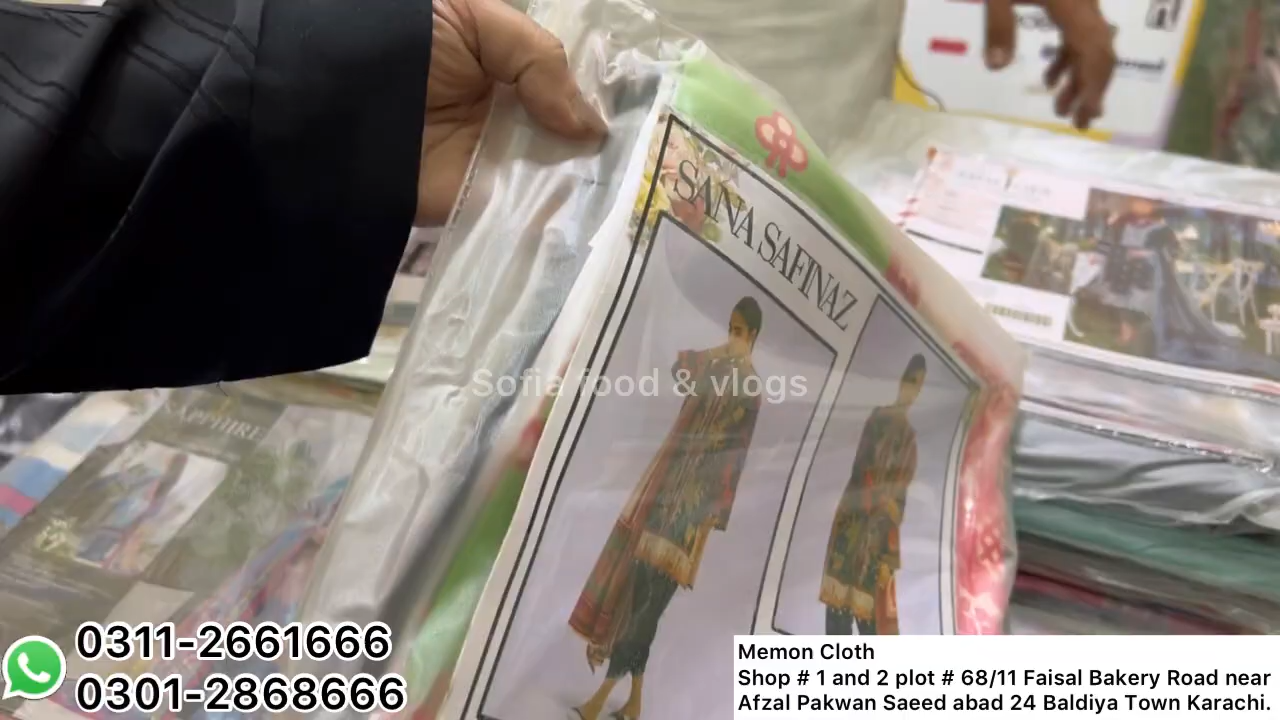 SANA SAFINAZ
SAPPHIRE
Sofia food & vlogs
0311-2661666
0301-2868666
Memon Cloth
Shop # 1 and 2 plot # 68/11 Faisal Bakery Road near
Afzal Pakwan Saeed abad 24 Baldiya Town Karachi.